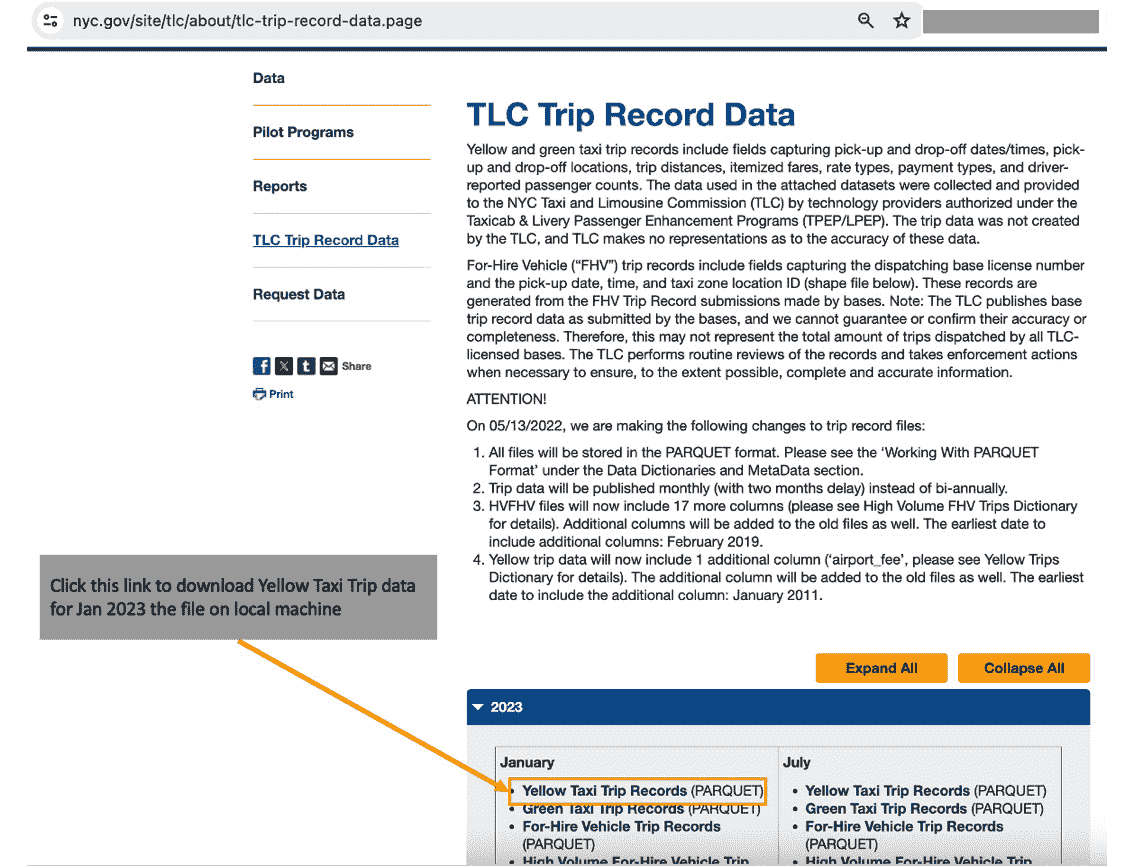 nyc.gov/site/tlc/about/tlc-trip-record-data.page
Data
Pilot Programs
Reports
TLC Trip Record Data
Request Data
Share
Print
TLC Trip Record Data
Yellow and green taxi trip records include fields capturing pick-up and drop-off dates/times, pick-
up and drop-off locations, trip distances, itemized fares, rate types, payment types, and driver-
reported passenger counts. The data used in the attached datasets were collected and provided
to the NYC Taxi and Limousine Commission (TLC) by technology providers authorized under the
Taxicab & Livery Passenger Enhancement Programs (TPEP/LPEP). The trip data was not created
by the TLC, and TLC makes no representations as to the accuracy of these data.
For-Hire Vehicle (“FHV”) trip records include fields capturing the dispatching base license number
and the pick-up date, time, and taxi zone location ID (shape file below). These records are
generated from the FHV Trip Record submissions made by bases. Note: The TLC publishes base
trip record data as submitted by the bases, and we cannot guarantee or confirm their accuracy or
completeness. Therefore, this may not represent the total amount of trips dispatched by all TLC-
licensed bases. The TLC performs routine reviews of the records and takes enforcement actions
when necessary to ensure, to the extent possible, complete and accurate information.
ATTENTION!
On 05/13/2022, we are making the following changes to trip record files:
1. All files will be stored in the PARQUET format. Please see the ‘Working With PARQUET
Format’ under the Data Dictionaries and MetaData section.
2. Trip data will be published monthly (with two months delay) instead of bi-annually.
3. HVFHV files will now include 17 more columns (please see High Volume FHV Trips Dictionary
for details). Additional columns will be added to the old files as well. The earliest date to
include additional columns: February 2019.
4. Yellow trip data will now include 1 additional column (‘airport_fee’, please see Yellow Trips
Dictionary for details). The additional column will be added to the old files as well. The earliest
date to include the additional column: January 2011.
Click this link to download Yellow Taxi Trip data
for Jan 2023 the file on local machine
Expand All
Collapse All
2023
January
• Yellow Taxi Trip Records (PARQUET)
• Green Taxi Trip Records (PARQUET)
• For-Hire Vehicle Trip Records
(PARQUET)
• High Volume For-Hire Vehicle Trip
July
• Yellow Taxi Trip Records (PARQUET)
• Green Taxi Trip Records (PARQUET)
• For-Hire Vehicle Trip Records
(PARQUET)
• High Volume For-Hire Vehicle Trip